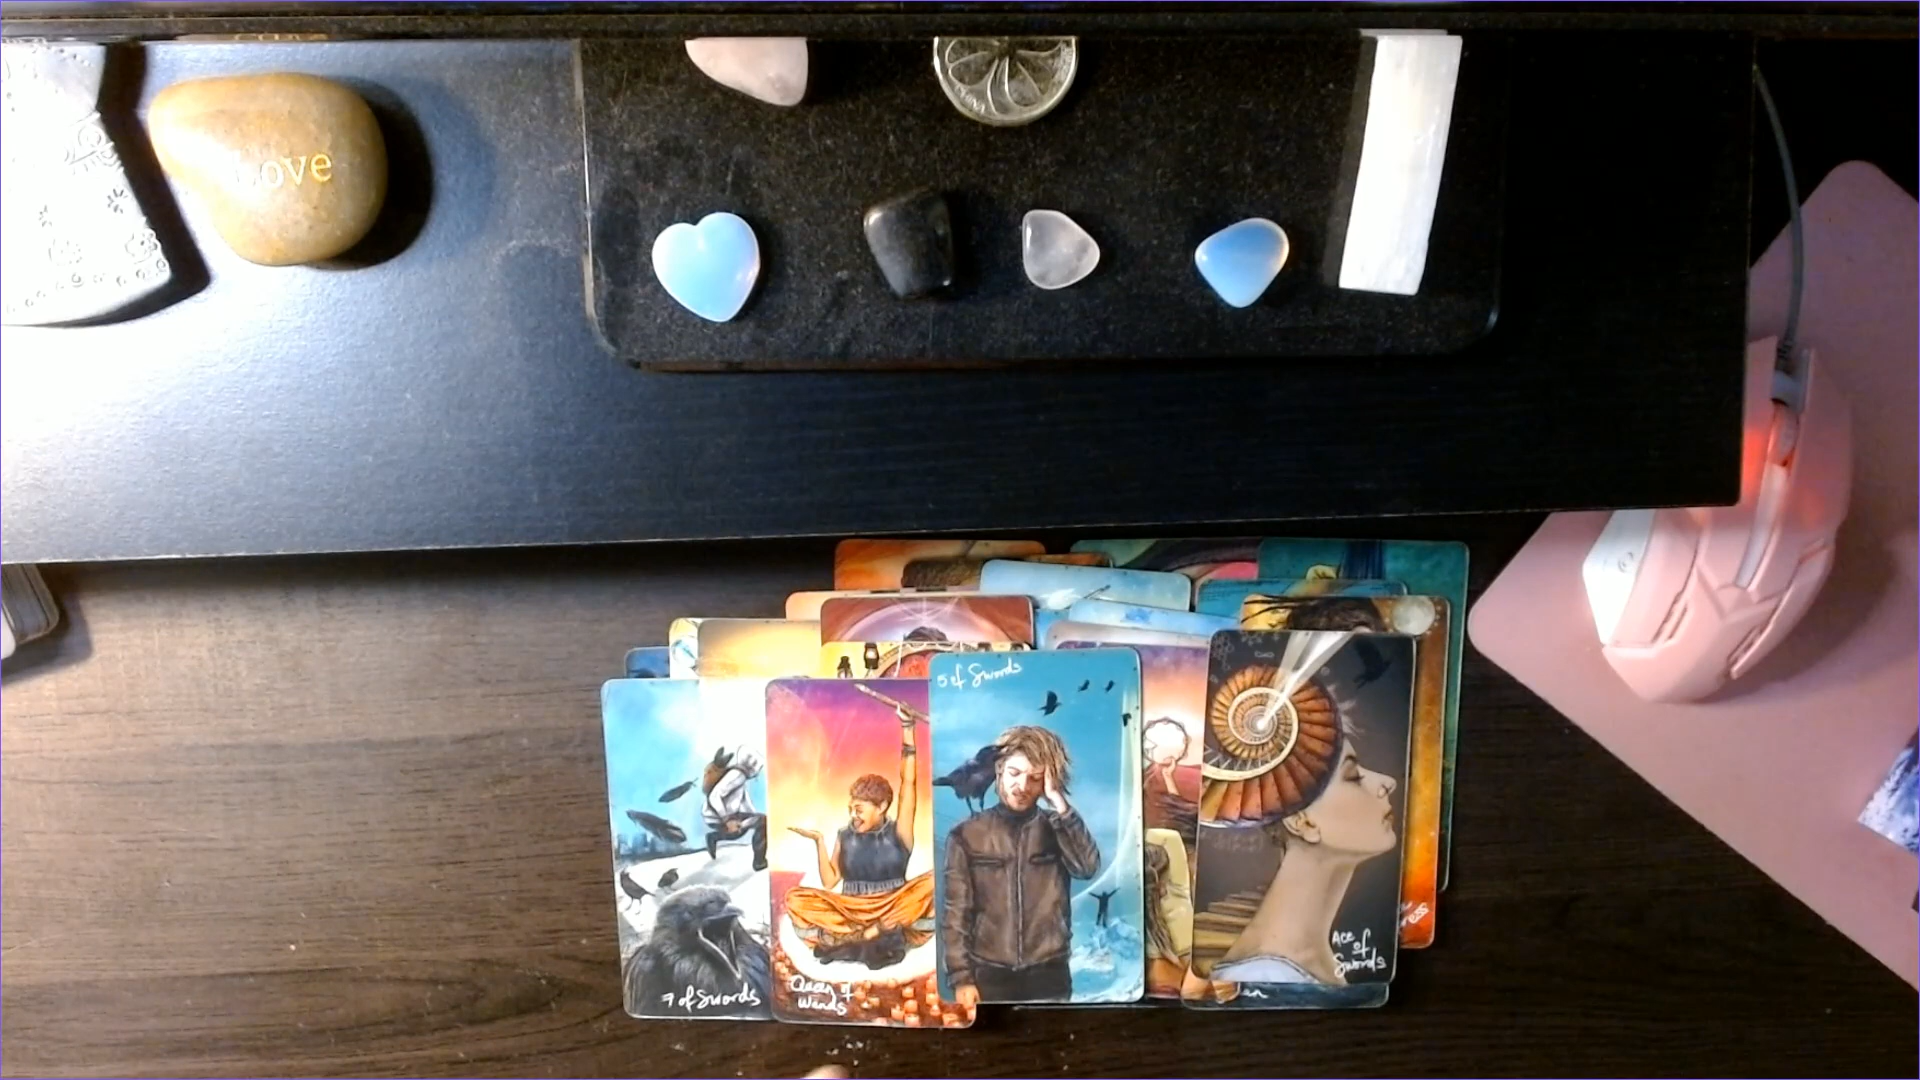 Love
5 of Swords
7 of Swords
Queen of
Wands
Ace
of
Swords